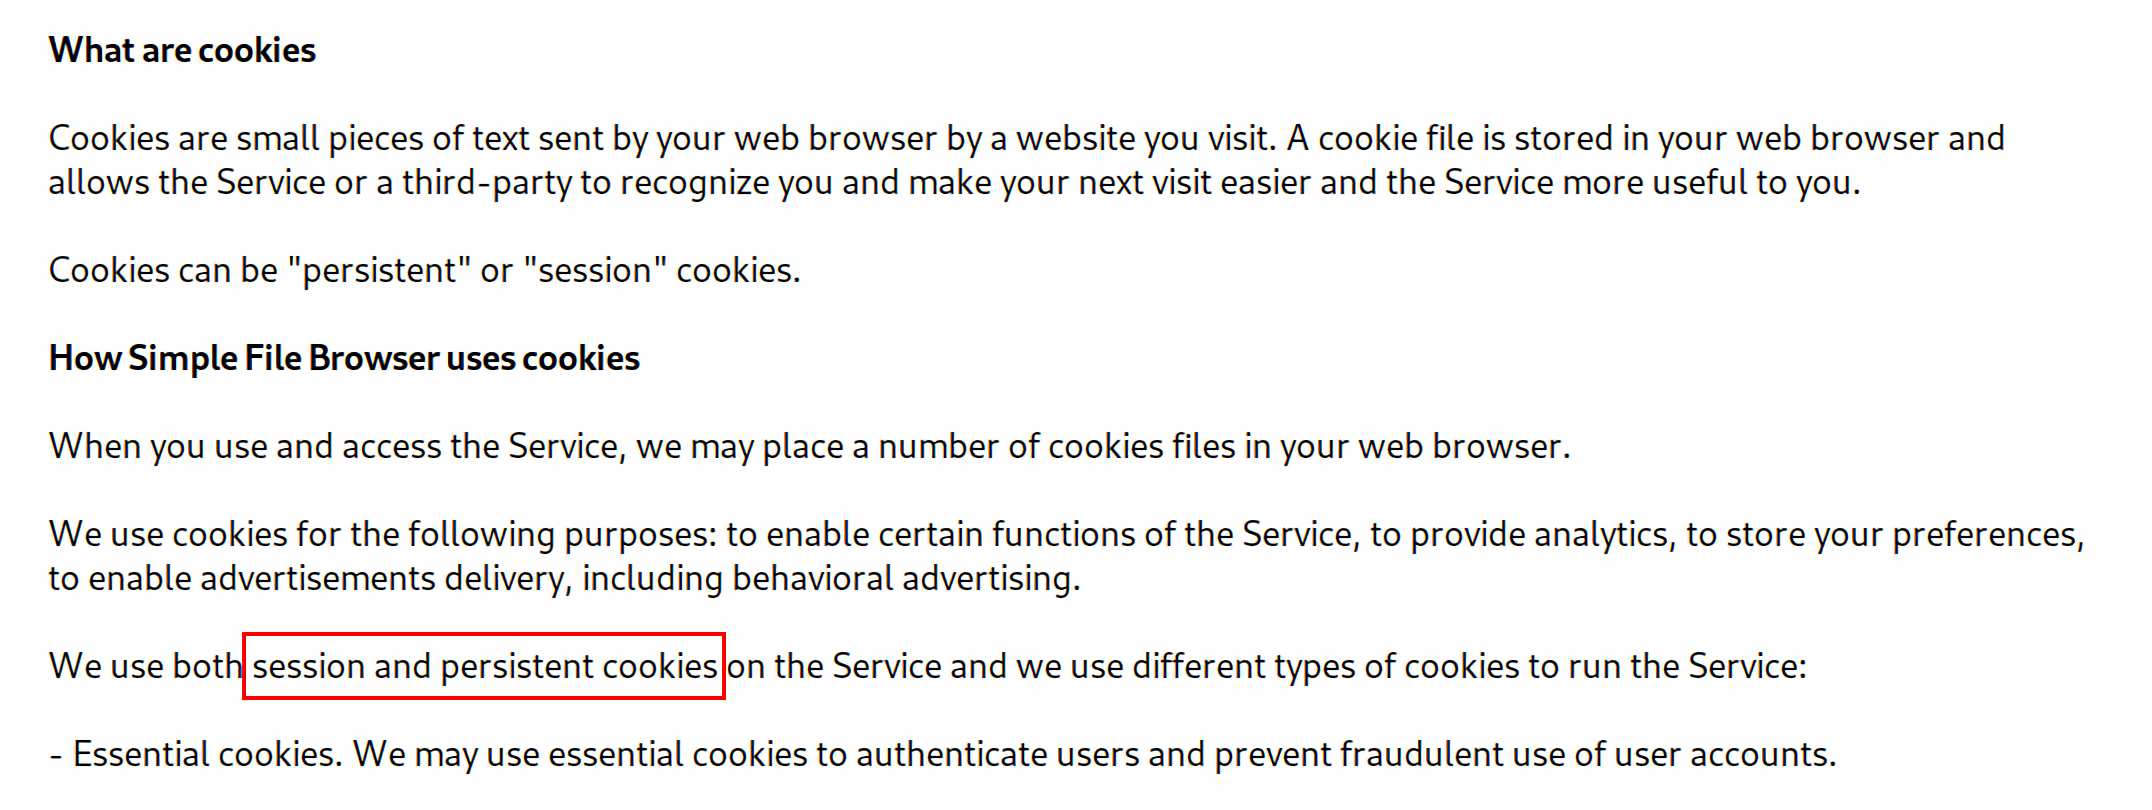 What are cookies
Cookies are small pieces of text sent by your web browser by a website you visit. A cookie file is stored in your web browser and
allows the Service or a third-party to recognize you and make your next visit easier and the Service more useful to you.
Cookies can be "persistent" or "session" cookies.
How Simple File Browser uses cookies
When you use and access the Service, we may place a number of cookies files in your web browser.
We use cookies for the following purposes: to enable certain functions of the Service, to provide analytics, to store your preferences,
to enable advertisements delivery, including behavioral advertising.
We use both session and persistent cookies on the Service and we use different types of cookies to run the Service:
- Essential cookies. We may use essential cookies to authenticate users and prevent fraudulent use of user accounts.